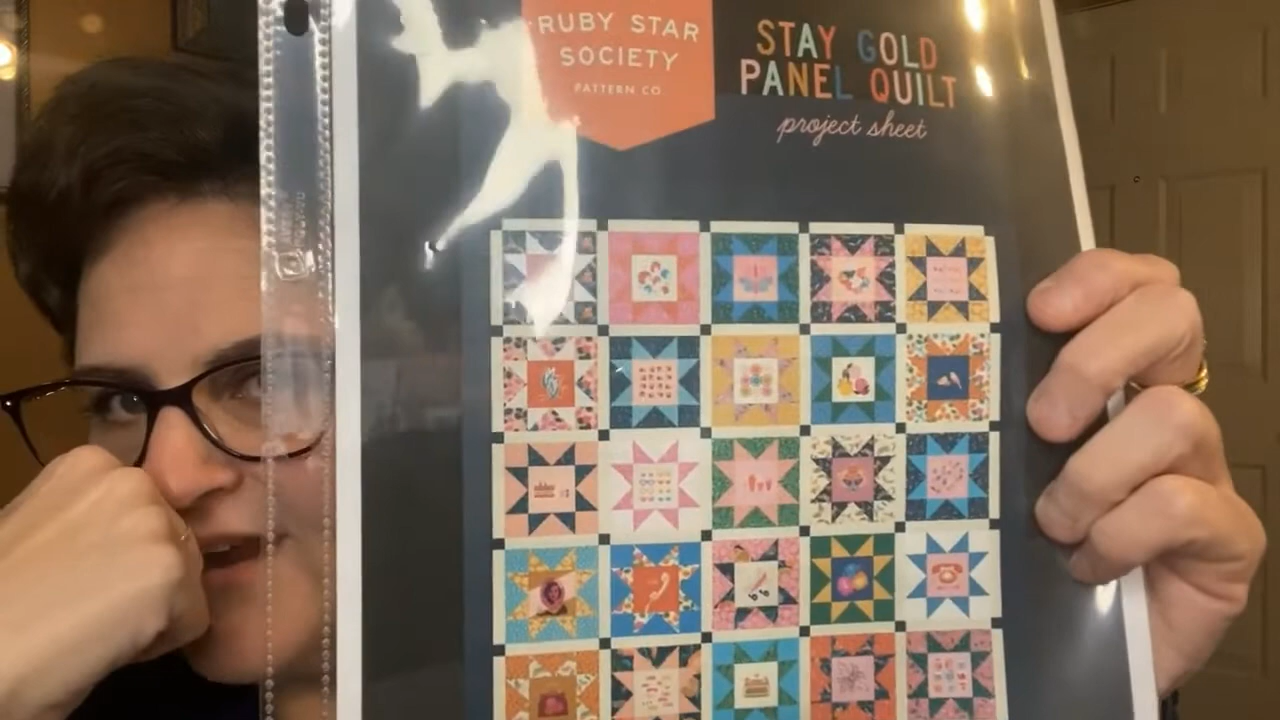 RUBY STAR
SOCIETY
PATTERN CO
STAY GOLD
PANEL QUILT
project sheet